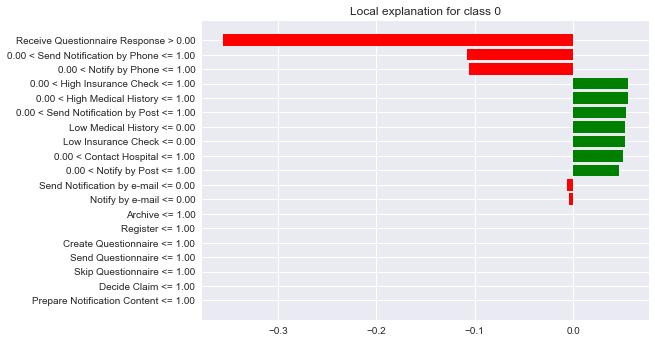 Local explanation for class 0
Receive Questionnaire Response > 0.00
0.00 < Send Notification by Phone <= 1.00
0.00 < Notify by Phone <= 1.00
0.00 < High Insurance Check <= 1.00
0.00 < High Medical History <= 1.00
0.00 < Send Notification by Post <= 1.00
Low Medical History <= 0.00
Low Insurance Check <= 0.00
0.00 < Contact Hospital <= 1.00
0.00 < Notify by Post <= 1.00
Send Notification by e-mail <= 0.00
Notify by e-mail <= 0.00
Archive <= 1.00
Register <= 1.00
Create Questionnaire <= 1.00
Send Questionnaire <= 1.00
Skip Questionnaire <= 1.00
Decide Claim <= 1.00
Prepare Notification Content <= 1.00
−0.3 −0.2 −0.1 0.0